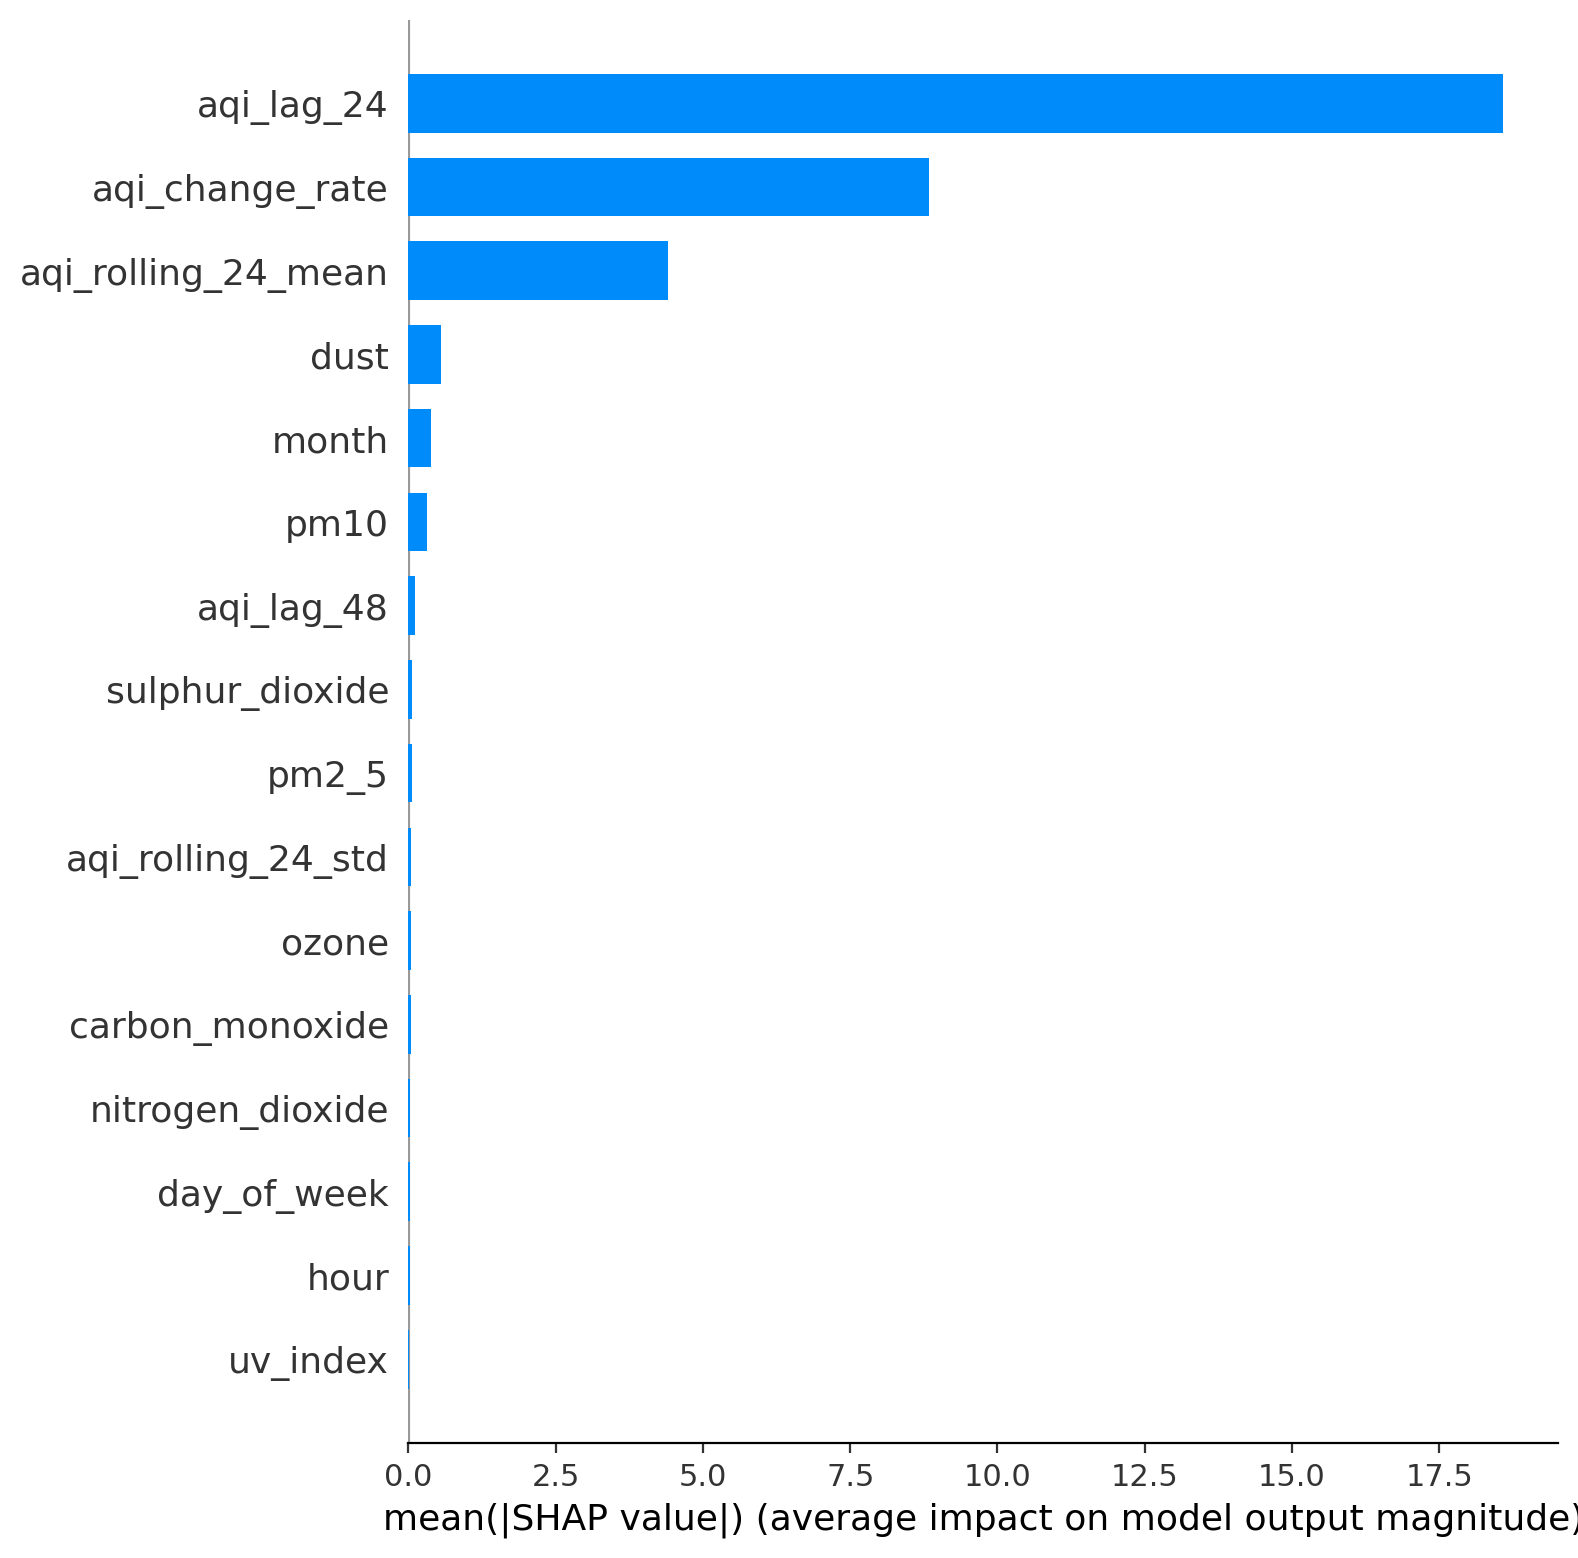 aqi_lag_24
aqi_change_rate
aqi_rolling_24_mean
dust
month
pm10
aqi_lag_48
sulphur_dioxide
pm2_5
aqi_rolling_24_std
ozone
carbon_monoxide
nitrogen_dioxide
day_of_week
hour
uv_index
0.0 2.5 5.0 7.5 10.0 12.5 15.0 17.5
mean(|SHAP value|) (average impact on model output magnitude)